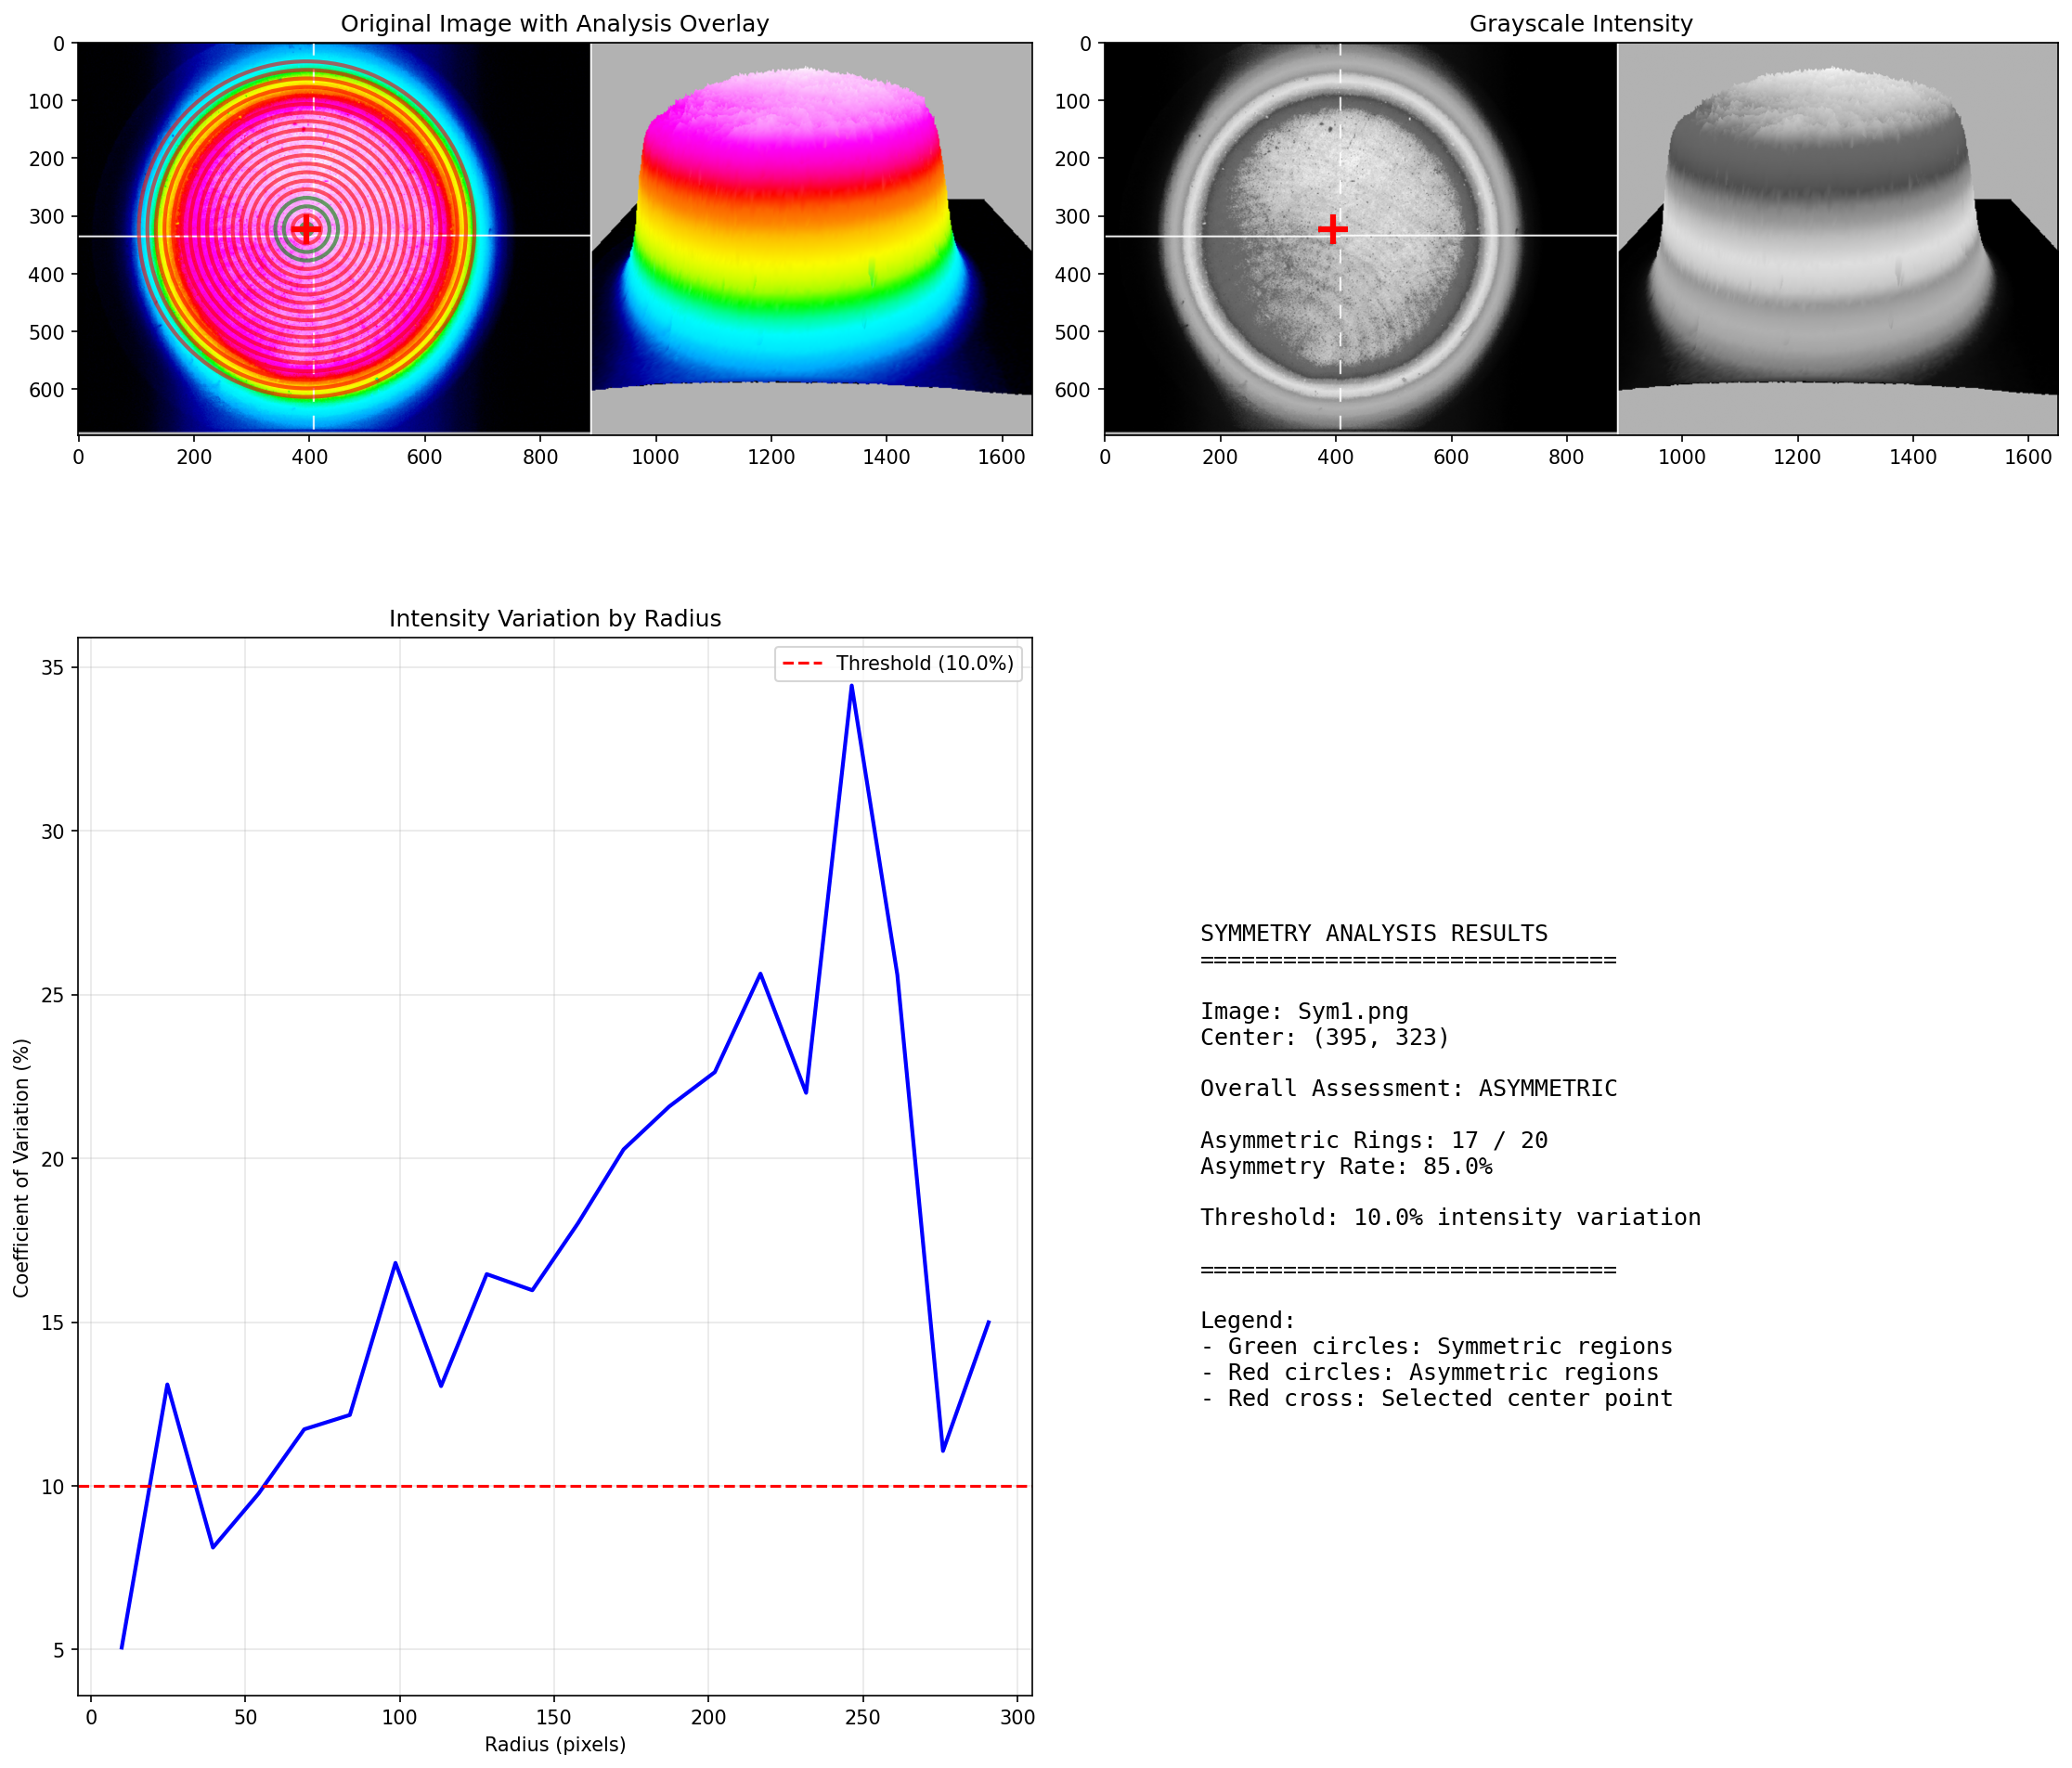 Original Image with Analysis Overlay
0
100
200
300
400
500
600
0 200 400 600 800 1000 1200 1400 1600
Grayscale Intensity
0
100
200
300
400
500
600
0 200 400 600 800 1000 1200 1400 1600
Intensity Variation by Radius
Threshold (10.0%)
Coefficient of Variation (%)
35
30
25
20
15
10
5
0 50 100 150 200 250 300
Radius (pixels)
SYMMETRY ANALYSIS RESULTS
==============================
Image: Sym1.png
Center: (395, 323)
Overall Assessment: ASYMMETRIC
Asymmetric Rings: 17 / 20
Asymmetry Rate: 85.0%
Threshold: 10.0% intensity variation
==============================
Legend:
- Green circles: Symmetric regions
- Red circles: Asymmetric regions
- Red cross: Selected center point